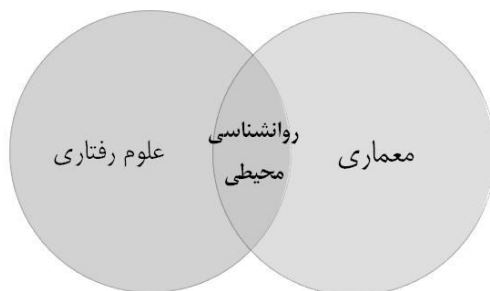 معماری
روانشناسی
محیطی
علوم رفتاری